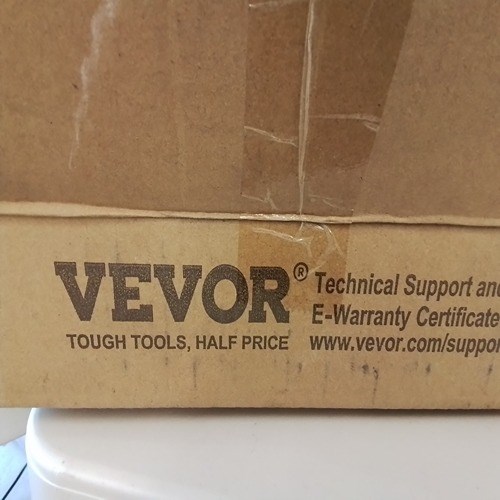 VEVOR®
TOUGH TOOLS, HALF PRICE
Technical Support and
E-Warranty Certificate
www.vevor.com/suppor